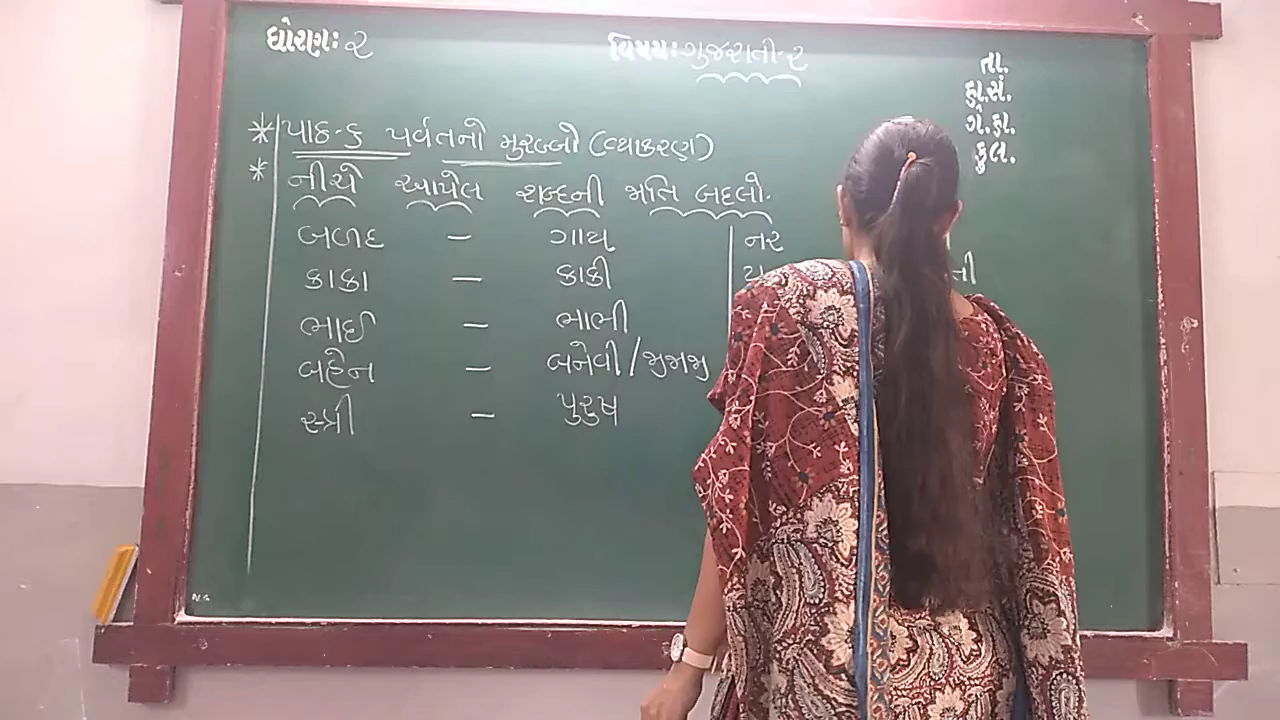 ધોરણઃ ૨
વિષયઃ ગુજરાતી-૨
તા.
હા.સં.
ગે.હા.
કુલ.
* પાઠ-૬ પર્વતનો મુરબ્બો (વ્યાકરણ)
* નીચે આપેલ શબ્દની જાતિ બદલો.
બળદ – ગાય
કાકા – કાકી
ભાઈ – ભાભી
બહેન – બનેવી/જીજાજી
સ્ત્રી – પુરુષ
નર